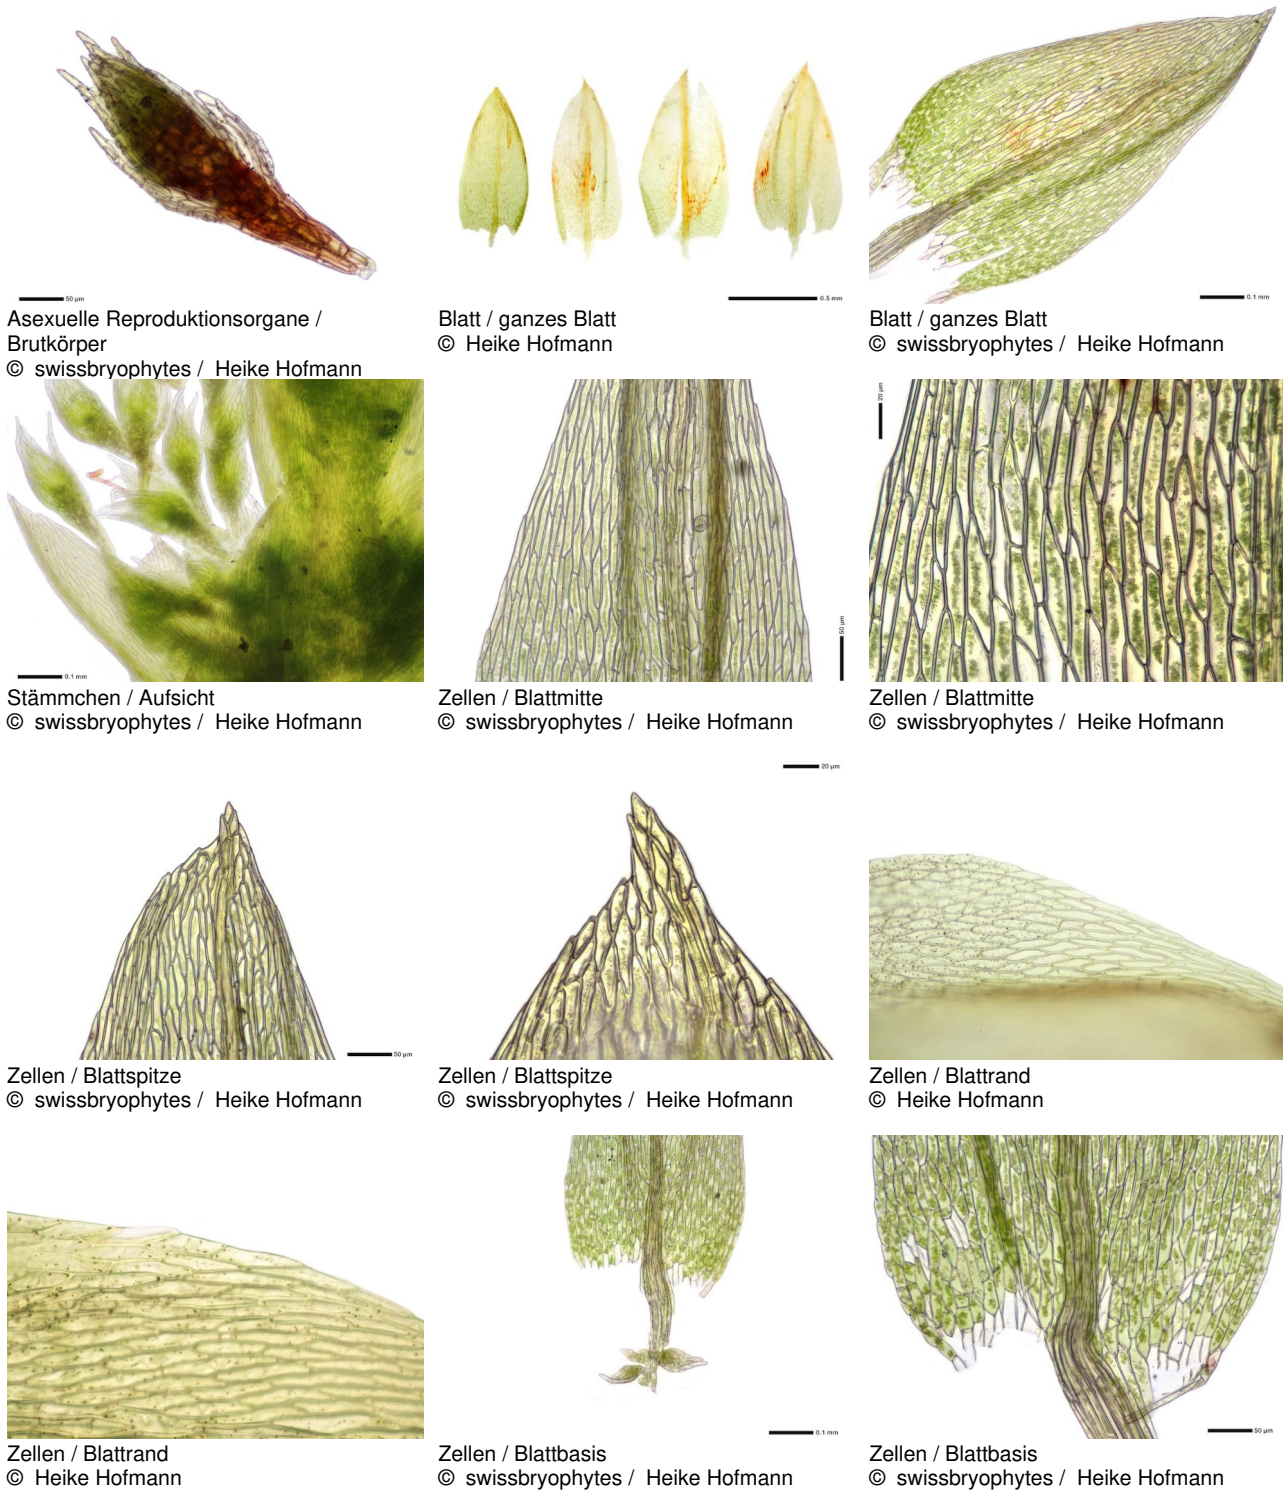 50 µm
0.5 mm
0.1 mm
Asexuelle Reproduktionsorgane /
Brutkörper
© swissbryophytes / Heike Hofmann
Blatt / ganzes Blatt
© Heike Hofmann
Blatt / ganzes Blatt
© swissbryophytes / Heike Hofmann
0.1 mm
50 µm
20 µm
Stämmchen / Aufsicht
© swissbryophytes / Heike Hofmann
Zellen / Blattmitte
© swissbryophytes / Heike Hofmann
Zellen / Blattmitte
© swissbryophytes / Heike Hofmann
50 µm
20 µm
Zellen / Blattspitze
© swissbryophytes / Heike Hofmann
Zellen / Blattspitze
© swissbryophytes / Heike Hofmann
Zellen / Blattrand
© Heike Hofmann
0.1 mm
50 µm
Zellen / Blattrand
© Heike Hofmann
Zellen / Blattbasis
© swissbryophytes / Heike Hofmann
Zellen / Blattbasis
© swissbryophytes / Heike Hofmann